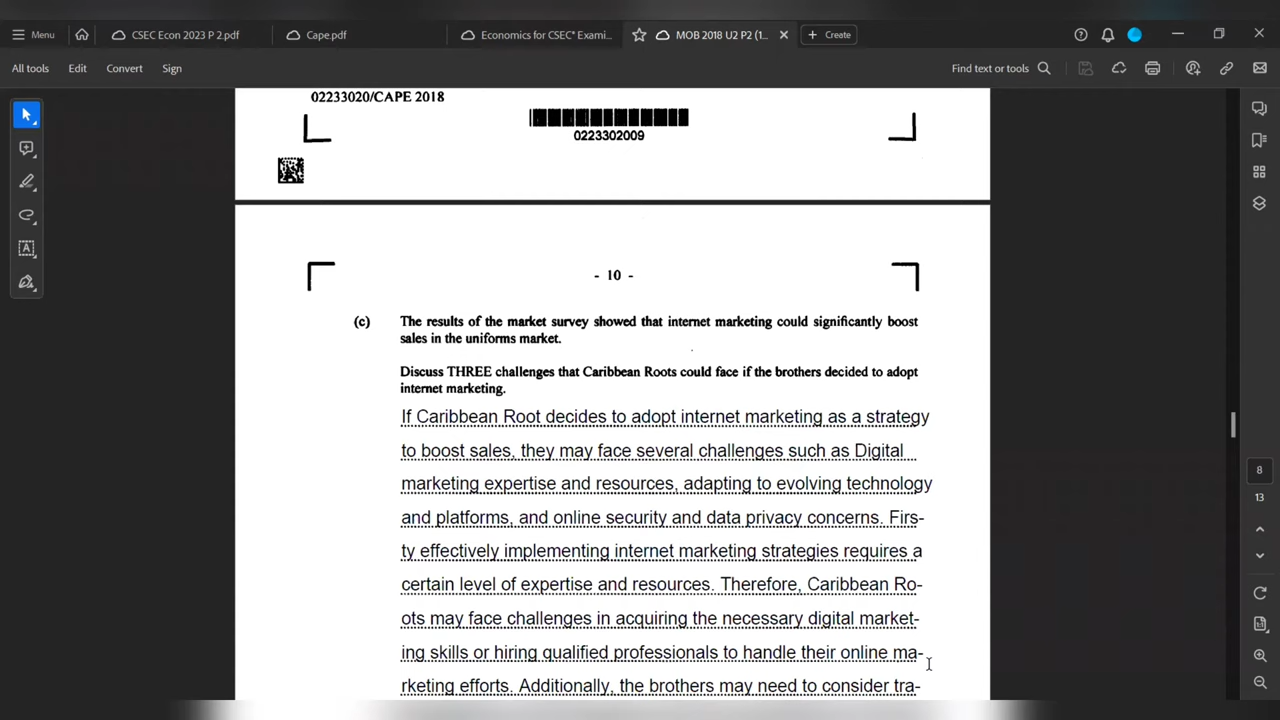 Menu
CSEC Econ 2023 P 2.pdf
Cape.pdf
Economics for CSEC® Exami...
MOB 2018 U2 P2 (1...
Create
All tools
Edit
Convert
Sign
Find text or tools
02233020/CAPE 2018
0223302009
- 10 -
(c) The results of the market survey showed that internet marketing could significantly boost
sales in the uniforms market.
Discuss THREE challenges that Caribbean Roots could face if the brothers decided to adopt
internet marketing.
If Caribbean Root decides to adopt internet marketing as a strategy
to boost sales, they may face several challenges such as Digital
marketing expertise and resources, adapting to evolving technology
and platforms, and online security and data privacy concerns. Firs-
ty effectively implementing internet marketing strategies requires a
certain level of expertise and resources. Therefore, Caribbean Ro-
ots may face challenges in acquiring the necessary digital market-
ing skills or hiring qualified professionals to handle their online ma-
rketing efforts. Additionally, the brothers may need to consider tra-
8
13